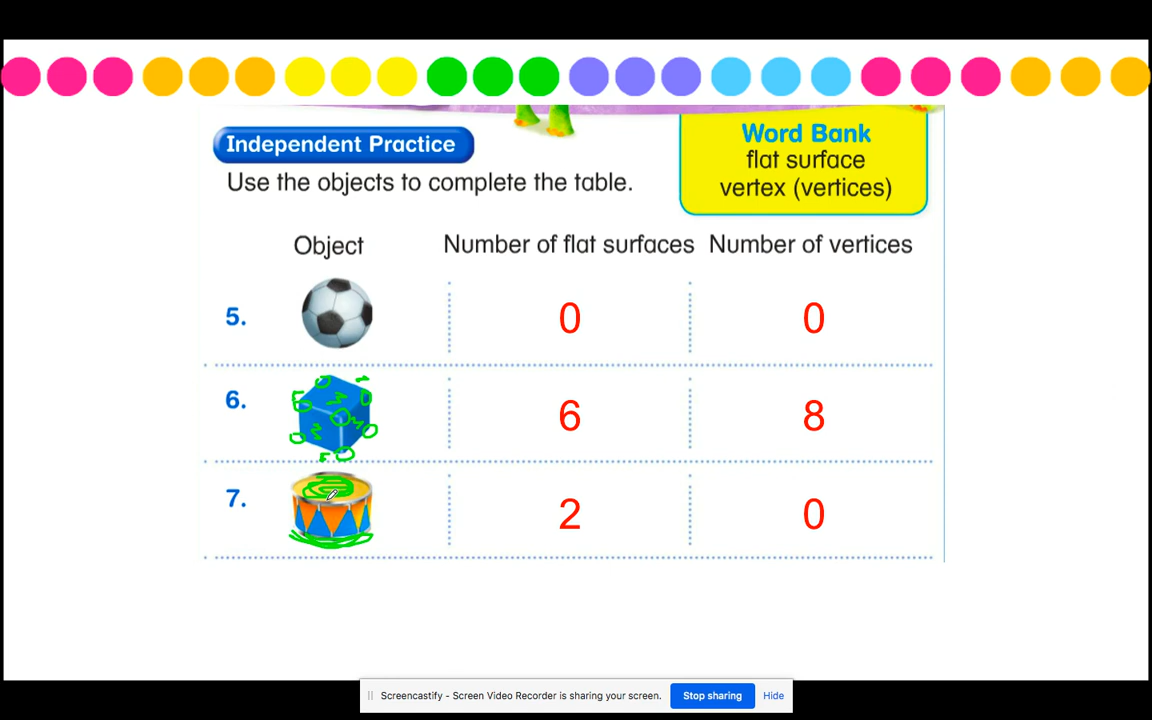 Independent Practice
Word Bank
flat surface
vertex (vertices)
Use the objects to complete the table.
Object Number of flat surfaces Number of vertices
5. 0 0
6. 6 8
7. 2 0
Screencastify - Screen Video Recorder is sharing your screen. Stop sharing Hide